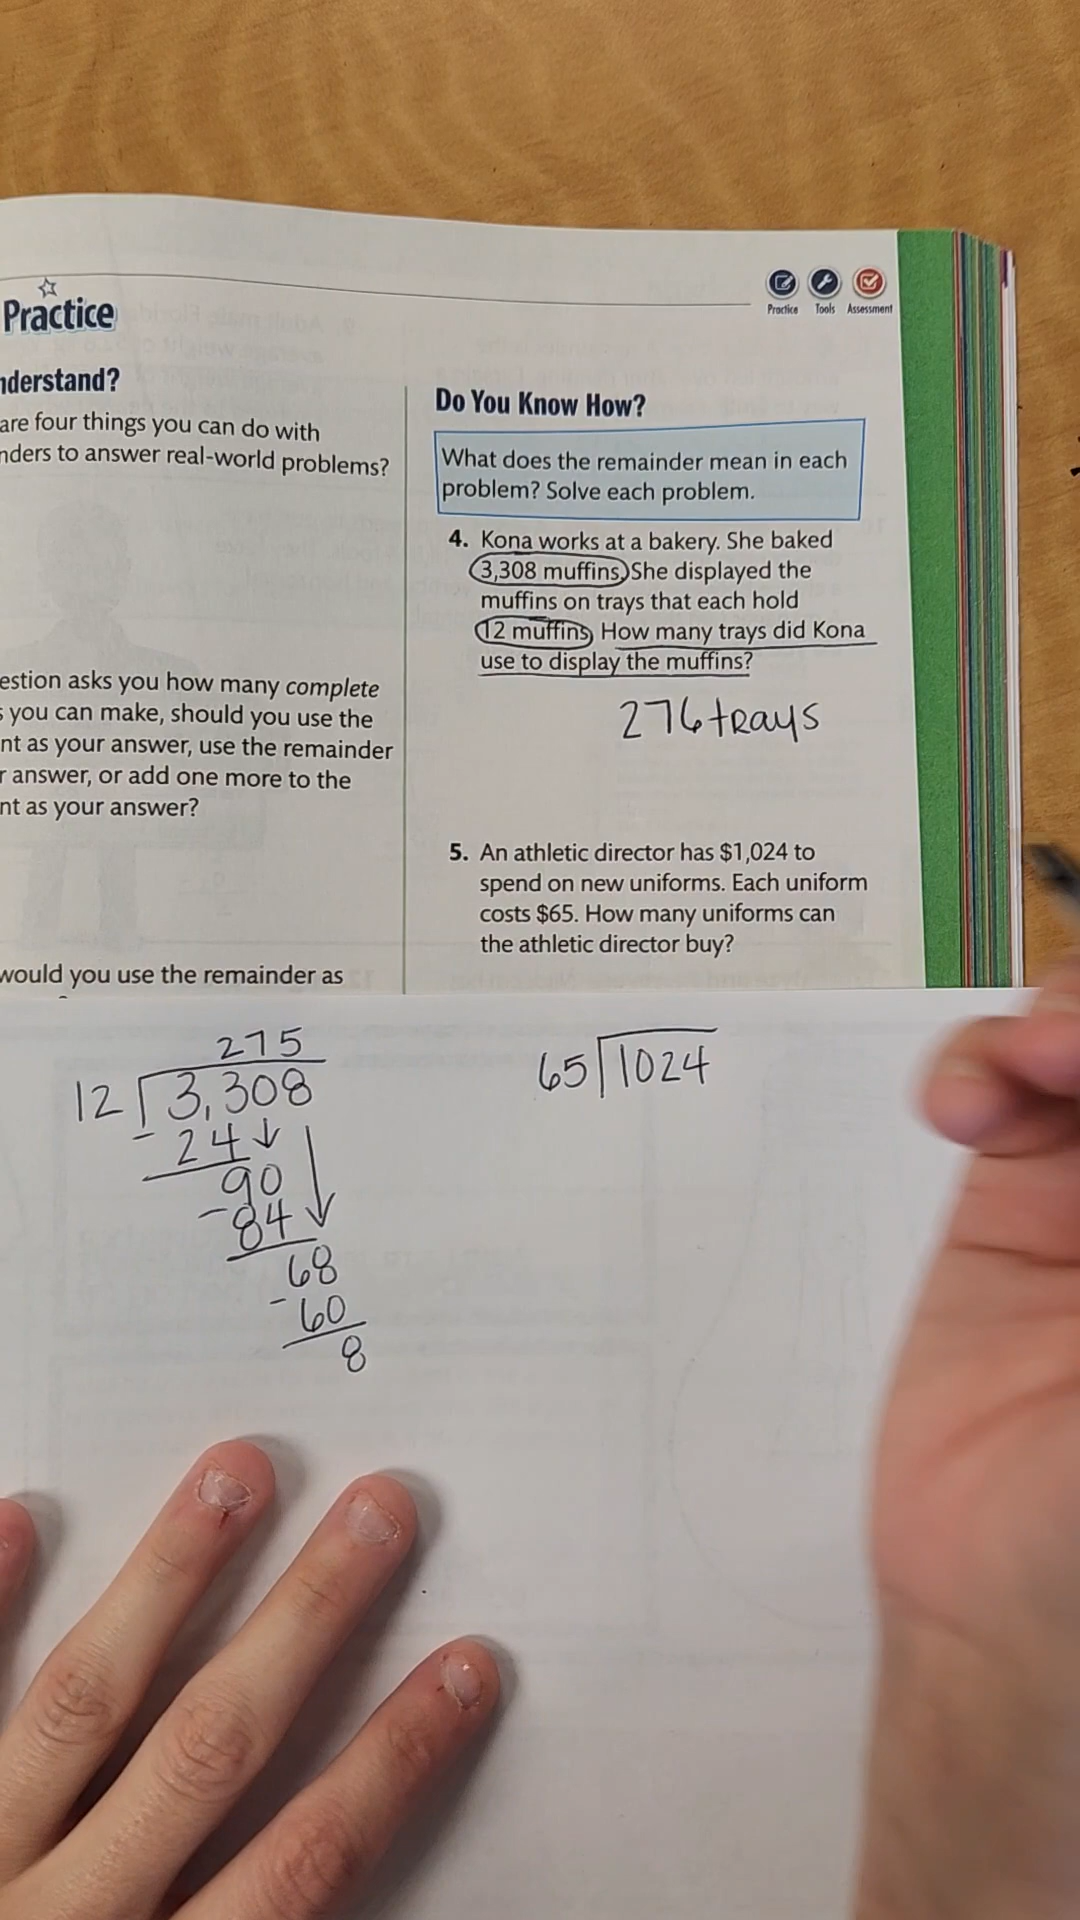 Practice
Practice Tools Assessment
derstand?
are four things you can do with
nders to answer real-world problems?
estion asks you how many complete
you can make, should you use the
nt as your answer, use the remainder
r answer, or add one more to the
nt as your answer?
would you use the remainder as
Do You Know How?
What does the remainder mean in each
problem? Solve each problem.
4. Kona works at a bakery. She baked
3,308 muffins. She displayed the
muffins on trays that each hold
12 muffins. How many trays did Kona
use to display the muffins?
276 trays
5. An athletic director has $1,024 to
spend on new uniforms. Each uniform
costs $65. How many uniforms can
the athletic director buy?
275
12 3,308
- 24
90
- 84
68
- 60
8
65 1024